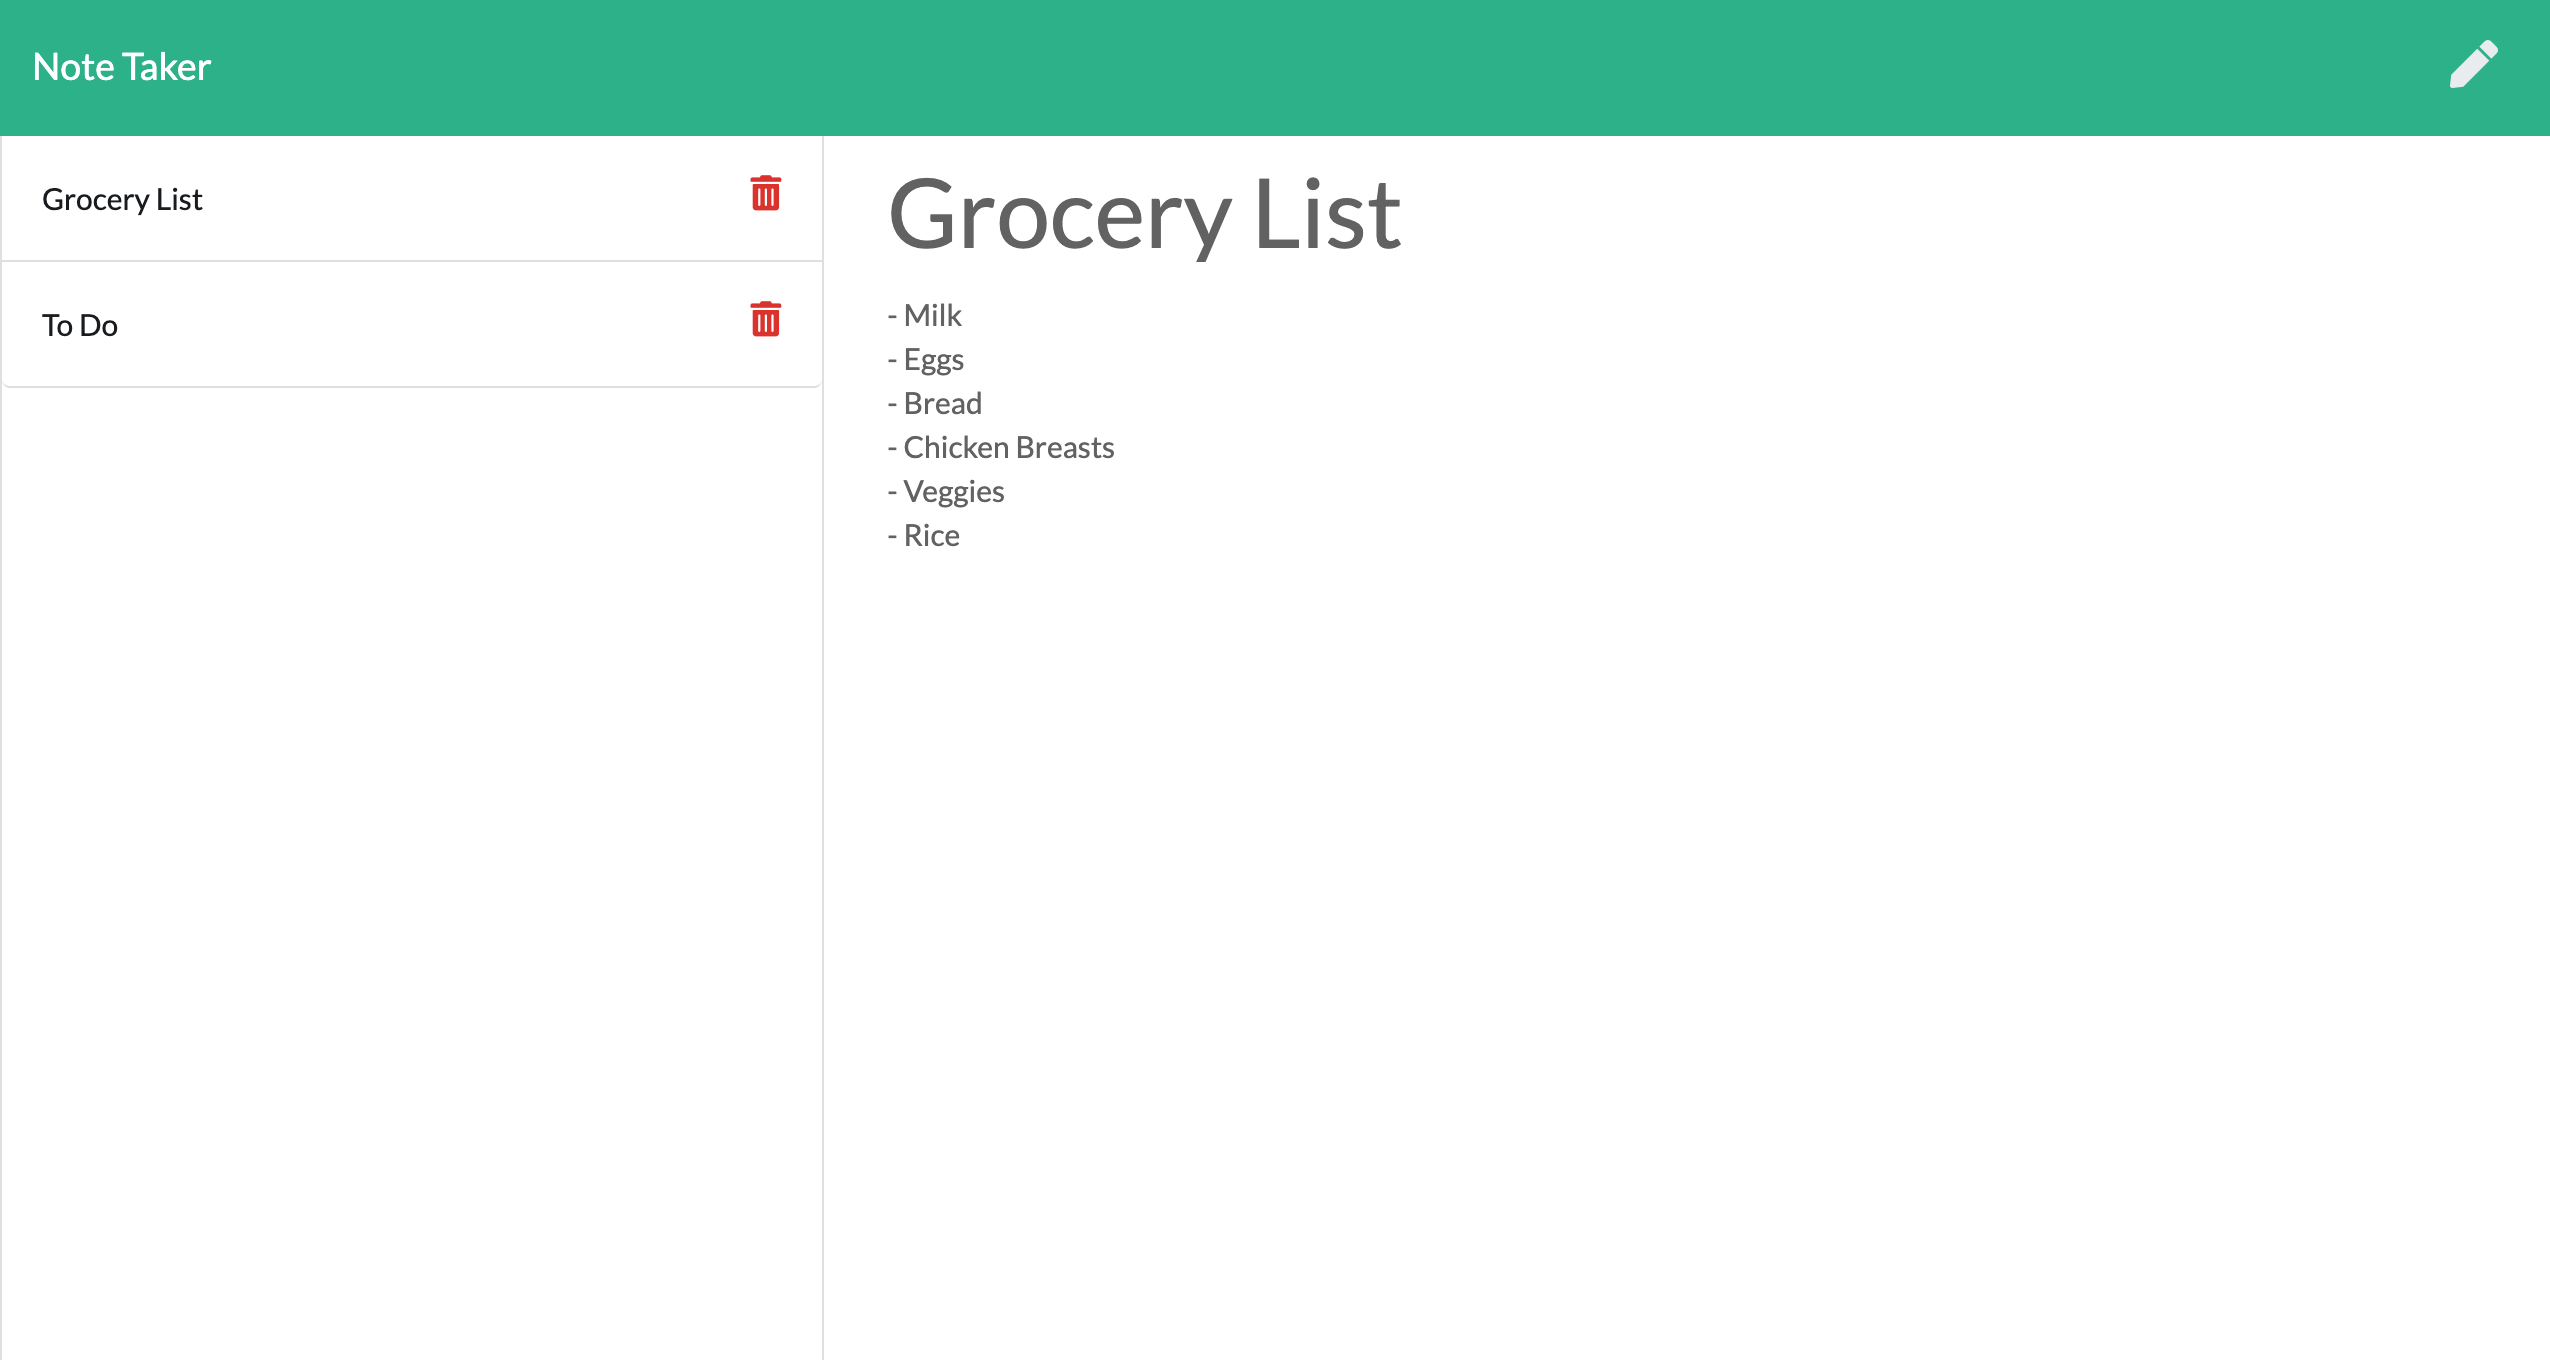 Note Taker
Grocery List
To Do
Grocery List
- Milk
- Eggs
- Bread
- Chicken Breasts
- Veggies
- Rice